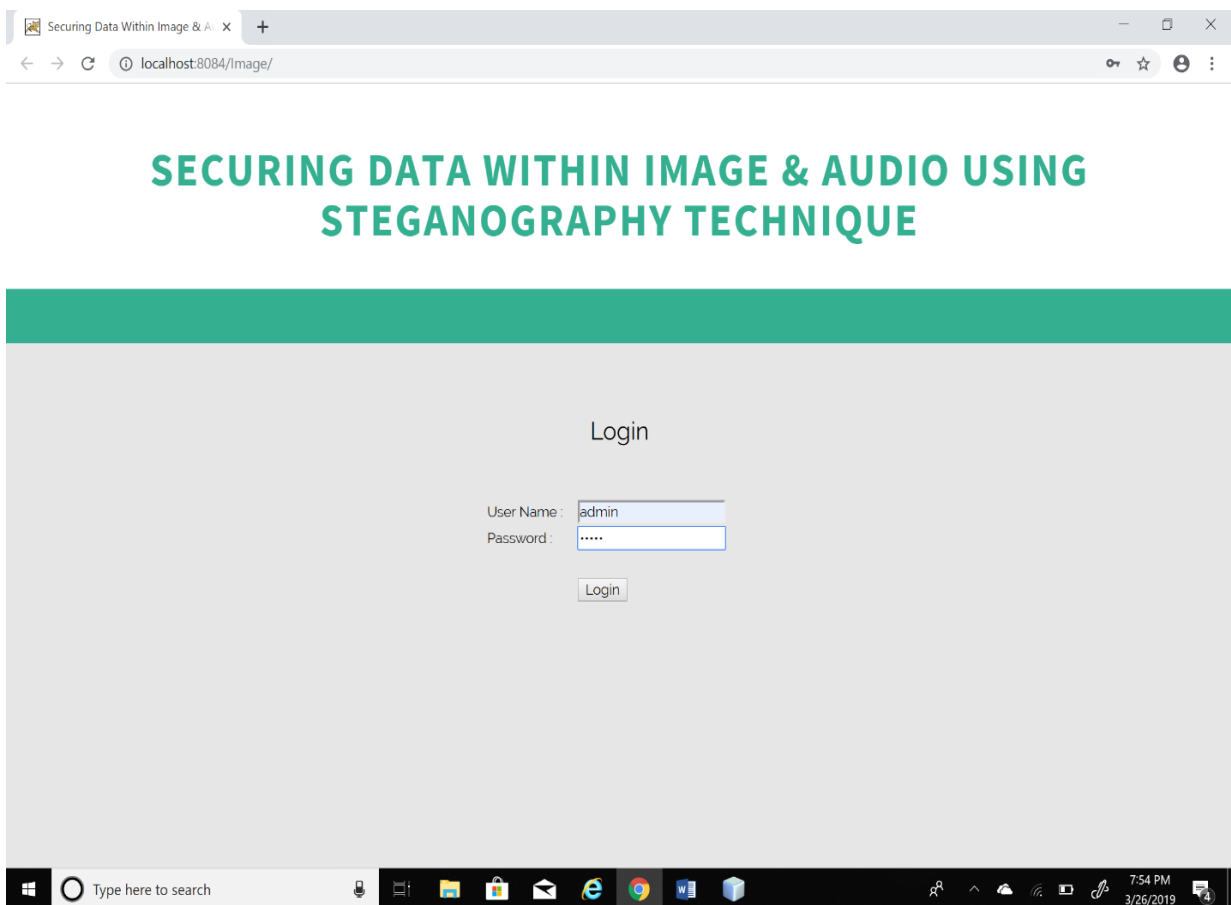 Securing Data Within Image & A
localhost:8084/Image/
SECURING DATA WITHIN IMAGE & AUDIO USING
STEGANOGRAPHY TECHNIQUE
Login
User Name : admin
Password : •••••
Login
Type here to search
7:54 PM
3/26/2019
4